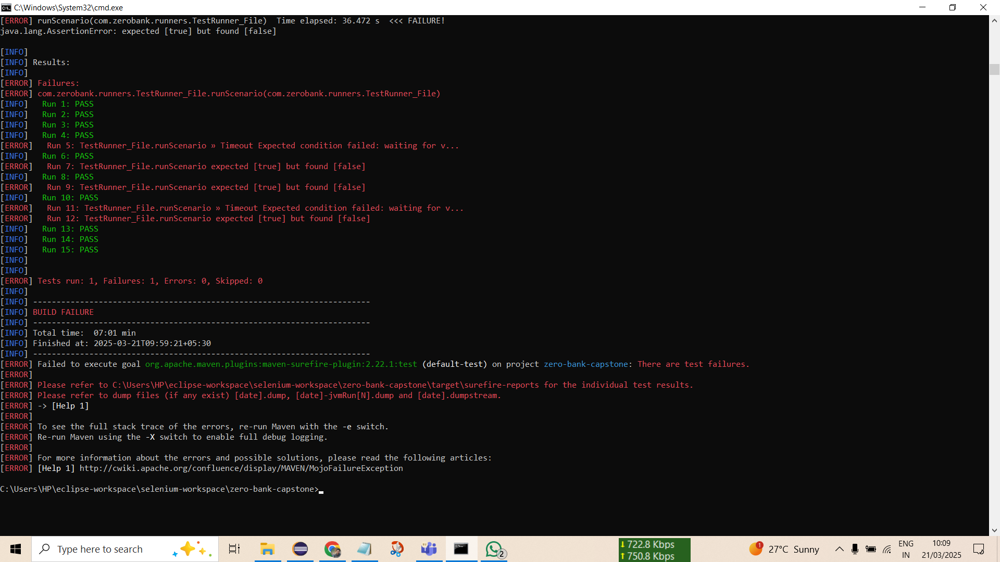 C:\Windows\System32\cmd.exe
[ERROR] runScenario(com.zerobank.runners.TestRunner_File)  Time elapsed: 36.472 s  <<< FAILURE!
java.lang.AssertionError: expected [true] but found [false]
[INFO]
[INFO] Results:
[INFO]
[ERROR] Failures:
[ERROR] com.zerobank.runners.TestRunner_File.runScenario(com.zerobank.runners.TestRunner_File)
[INFO]   Run 1: PASS
[INFO]   Run 2: PASS
[INFO]   Run 3: PASS
[INFO]   Run 4: PASS
[ERROR]   Run 5: TestRunner_File.runScenario » Timeout Expected condition failed: waiting for v...
[INFO]   Run 6: PASS
[ERROR]   Run 7: TestRunner_File.runScenario expected [true] but found [false]
[INFO]   Run 8: PASS
[ERROR]   Run 9: TestRunner_File.runScenario expected [true] but found [false]
[INFO]   Run 10: PASS
[ERROR]   Run 11: TestRunner_File.runScenario » Timeout Expected condition failed: waiting for v...
[ERROR]   Run 12: TestRunner_File.runScenario expected [true] but found [false]
[INFO]   Run 13: PASS
[INFO]   Run 14: PASS
[INFO]   Run 15: PASS
[INFO]
[INFO]
[ERROR] Tests run: 1, Failures: 1, Errors: 0, Skipped: 0
[INFO]
[INFO] ------------------------------------------------------------------------
[INFO] BUILD FAILURE
[INFO] ------------------------------------------------------------------------
[INFO] Total time:  07:01 min
[INFO] Finished at: 2025-03-21T09:59:21+05:30
[INFO] ------------------------------------------------------------------------
[ERROR] Failed to execute goal org.apache.maven.plugins:maven-surefire-plugin:2.22.1:test (default-test) on project zero-bank-capstone: There are test failures.
[ERROR]
[ERROR] Please refer to C:\Users\HP\eclipse-workspace\selenium-workspace\zero-bank-capstone\target\surefire-reports for the individual test results.
[ERROR] Please refer to dump files (if any exist) [date].dump, [date]-jvmRun[N].dump and [date].dumpstream.
[ERROR] -> [Help 1]
[ERROR]
[ERROR] To see the full stack trace of the errors, re-run Maven with the -e switch.
[ERROR] Re-run Maven using the -X switch to enable full debug logging.
[ERROR]
[ERROR] For more information about the errors and possible solutions, please read the following articles:
[ERROR] [Help 1] http://cwiki.apache.org/confluence/display/MAVEN/MojoFailureException
C:\Users\HP\eclipse-workspace\selenium-workspace\zero-bank-capstone>
Type here to search
2
722.8 Kbps
750.8 Kbps
1
27°C Sunny
ENG
IN
10:09
21/03/2025